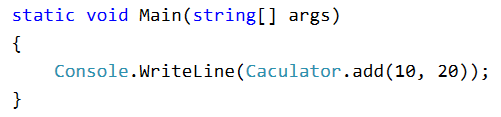 static void Main(string[] args)
{
    Console.WriteLine(Caculator.add(10, 20));
}